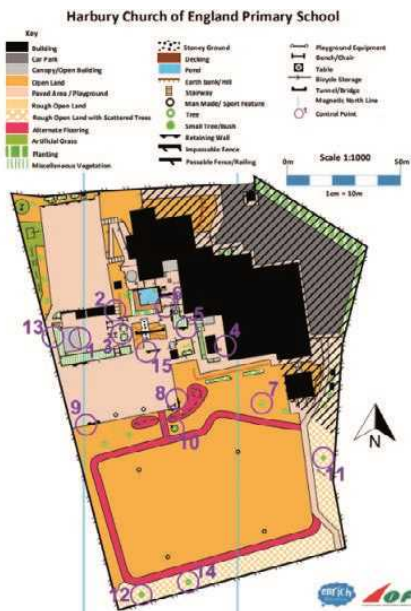 Harbury Church of England Primary School
Key
Building
Car Park
Canopy/Open Building
Open Land
Paved Area / Playground
Rough Open Land
Rough Open Land with Scattered Trees
Alternate Flooring
Artificial Grass
Planting
Miscellaneous Vegetation
Stoney Ground
Decking
Pond
Earth Bank/Hill
Stairway
Man Made/ Sport Feature
Tree
Small Tree/Bush
Retaining Wall
Impassable Fence
Passable Fence/Railing
Playground Equipment
Bench/Chair
Table
Bicycle Storage
Tunnel/Bridge
Magnetic North Line
Control Point
0m Scale 1:1000 50m
1cm = 10m
2
6
5
13
1
3
15
4
9
8
7
10
11
12
14
N
enrich